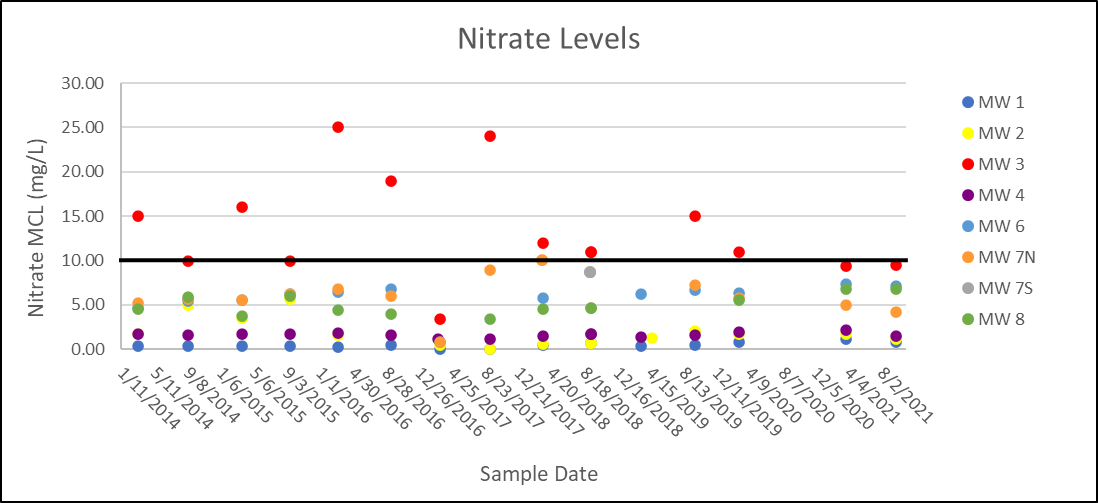 Nitrate Levels
30.00
25.00
20.00
15.00
10.00
5.00
0.00
Nitrate MCL (mg/L)
1/11/2014
5/11/2014
9/8/2014
1/6/2015
5/6/2015
9/3/2015
1/1/2016
4/30/2016
8/28/2016
12/26/2016
4/25/2017
8/23/2017
12/21/2017
4/20/2018
8/18/2018
12/16/2018
4/15/2019
8/13/2019
12/11/2019
4/9/2020
8/7/2020
12/5/2020
4/4/2021
8/2/2021
Sample Date
MW 1
MW 2
MW 3
MW 4
MW 6
MW 7N
MW 7S
MW 8